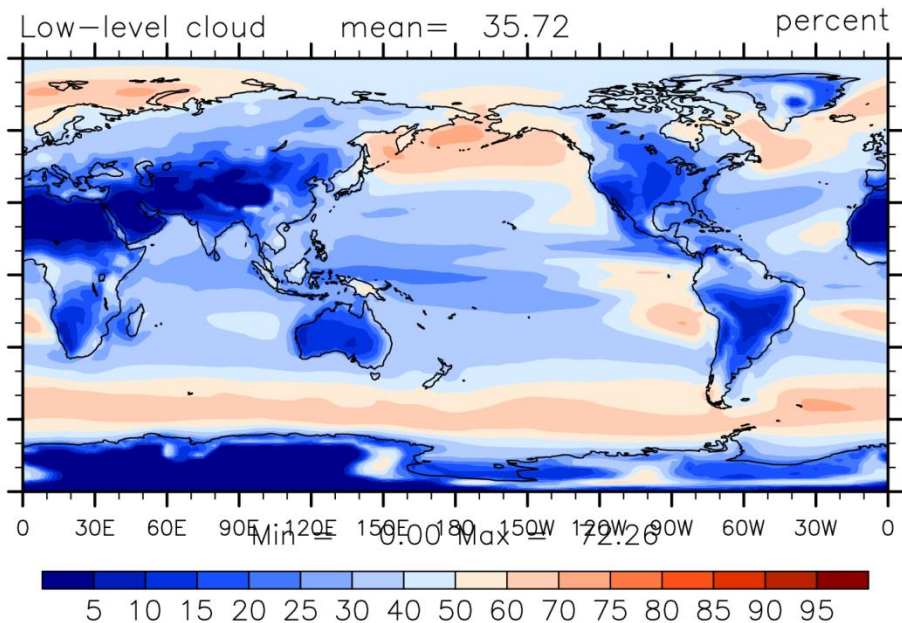 Low-level cloud mean= 35.72 percent
0 30E 60E 90E 120E 150E 180 150W 120W 90W 60W 30W 0
Min = 0.00 Max = 72.26
5 10 15 20 25 30 40 50 60 70 75 80 85 90 95